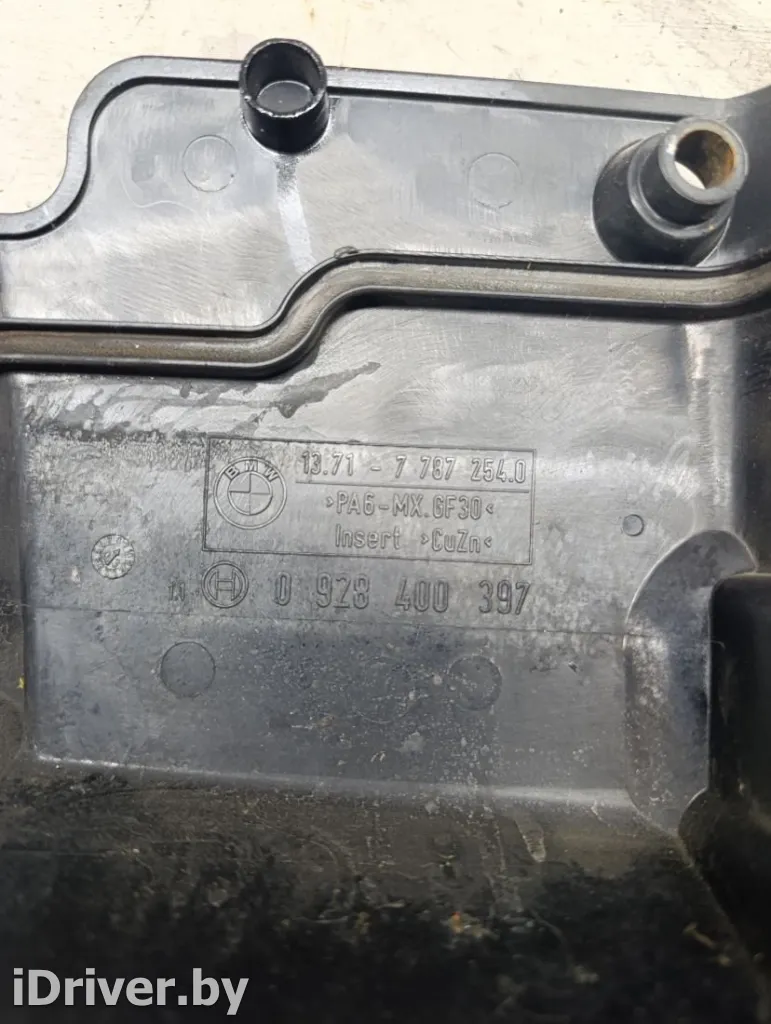 BMW
13.71 - 7 787 254.0
>PA6-MX.GF30<
Insert >CuZn<
0 928 400 397
iDriver.by